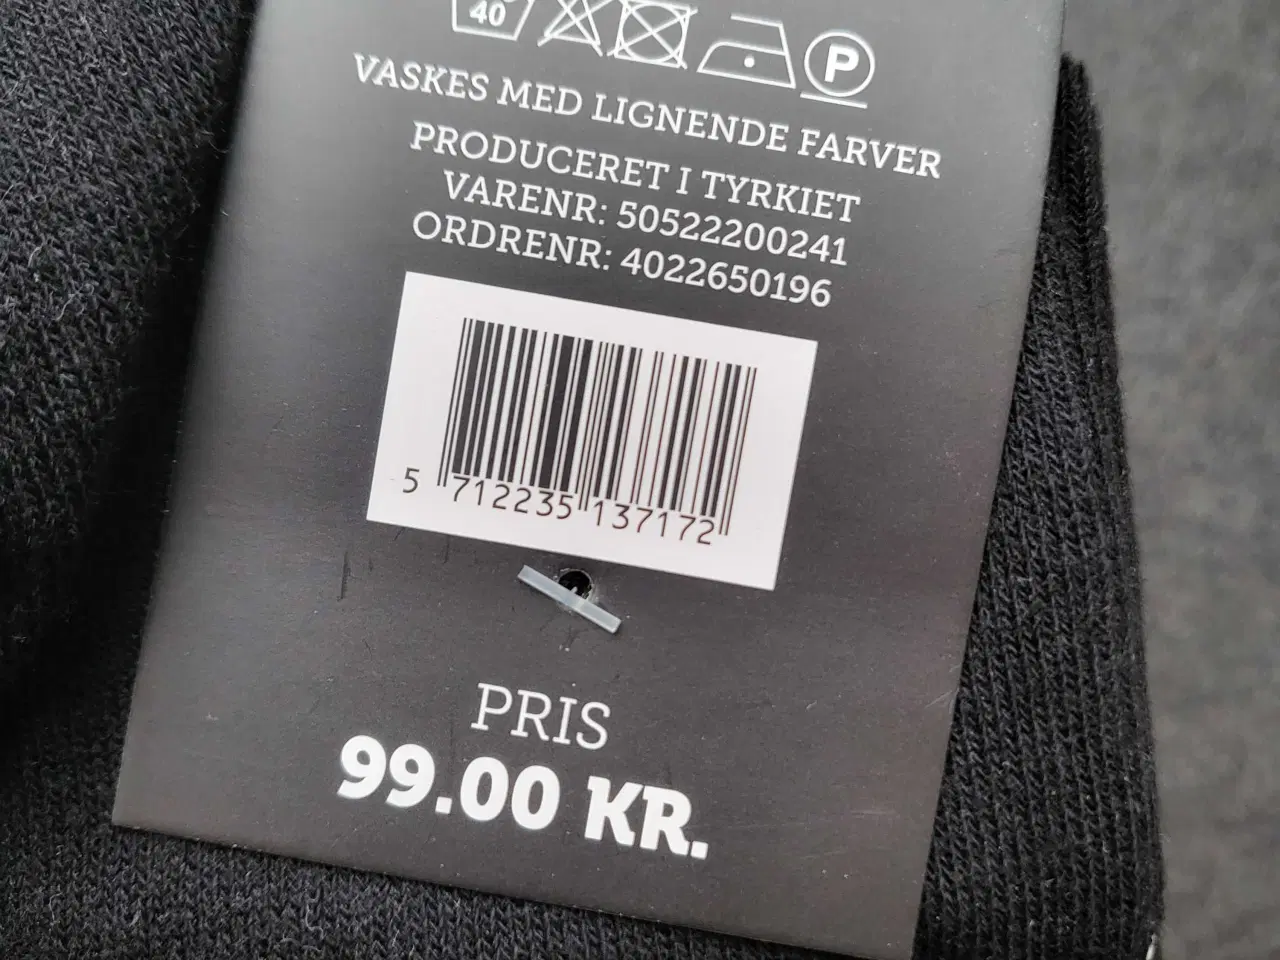 40
P
VASKES MED LIGNENDE FARVER
PRODUCERET I TYRKIET
VARENR: 50522200241
ORDRENR: 4022650196
5 712235 137172
PRIS
99.00 KR.